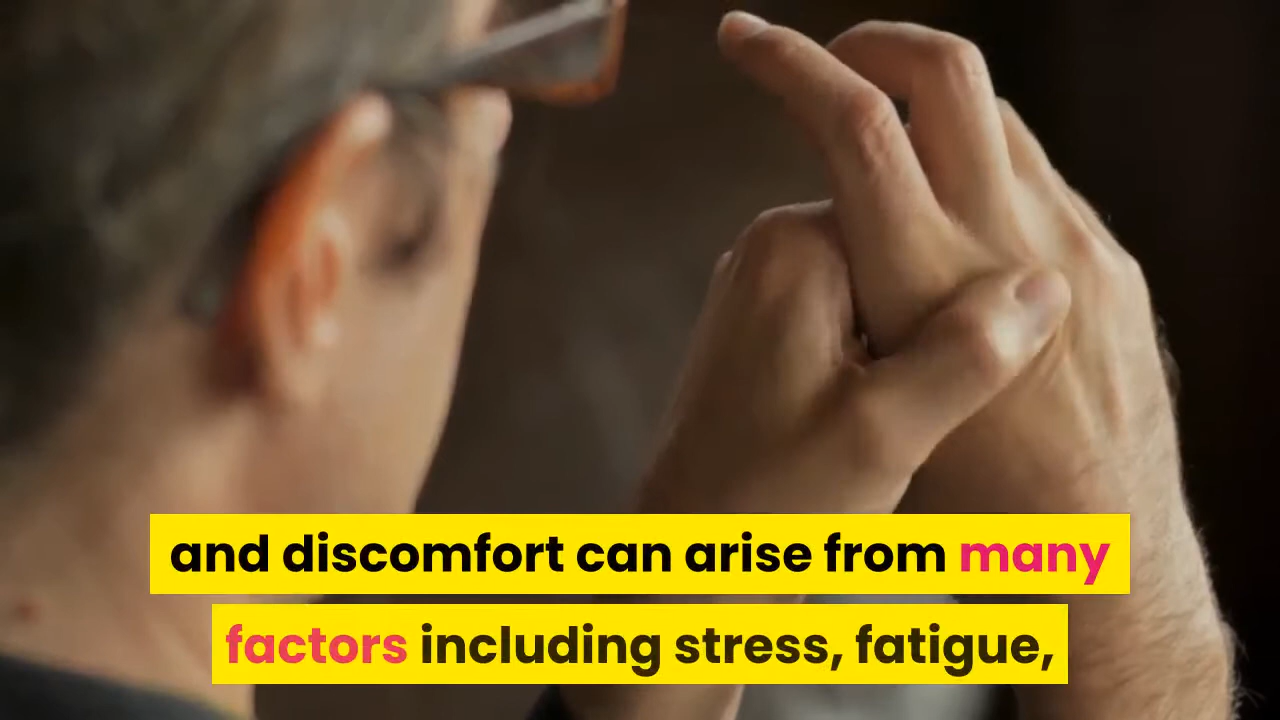 and discomfort can arise from many
factors including stress, fatigue,